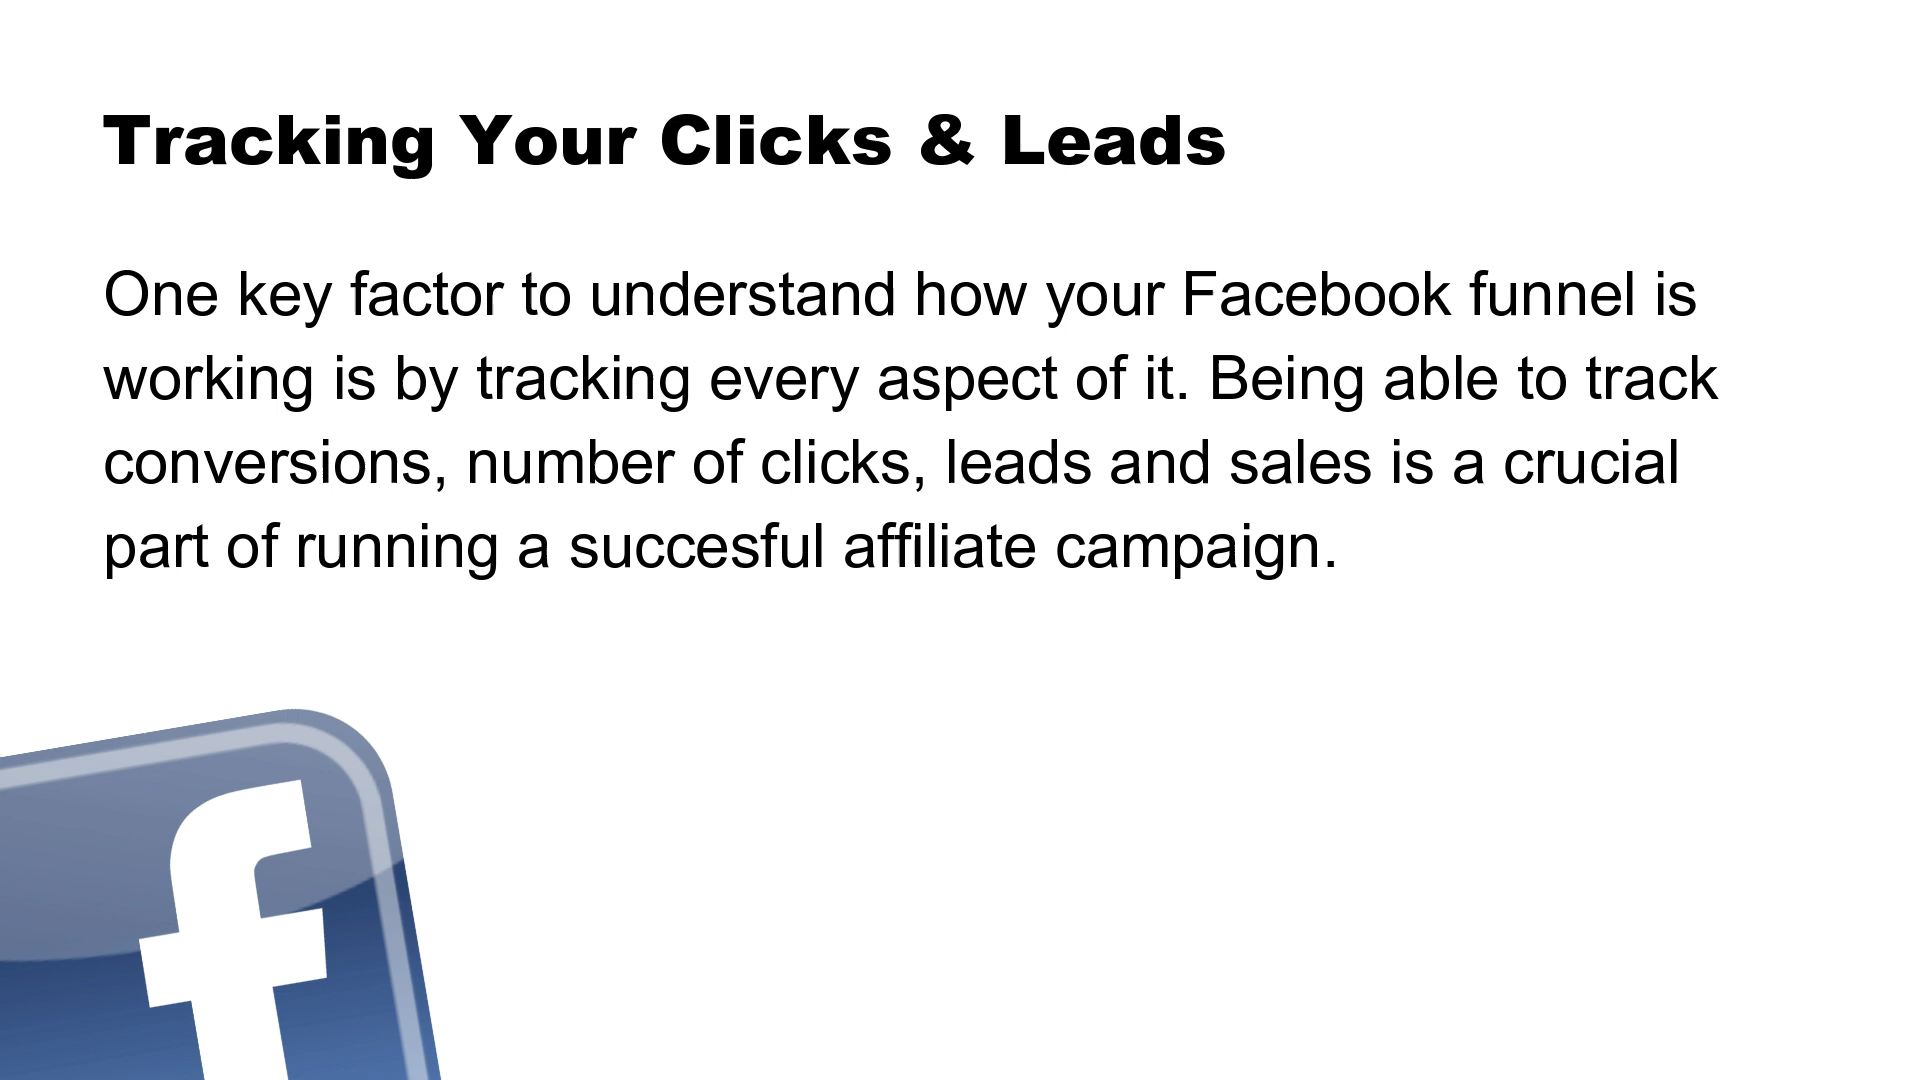 Tracking Your Clicks & Leads
One key factor to understand how your Facebook funnel is
working is by tracking every aspect of it. Being able to track
conversions, number of clicks, leads and sales is a crucial
part of running a succesful affiliate campaign.
f